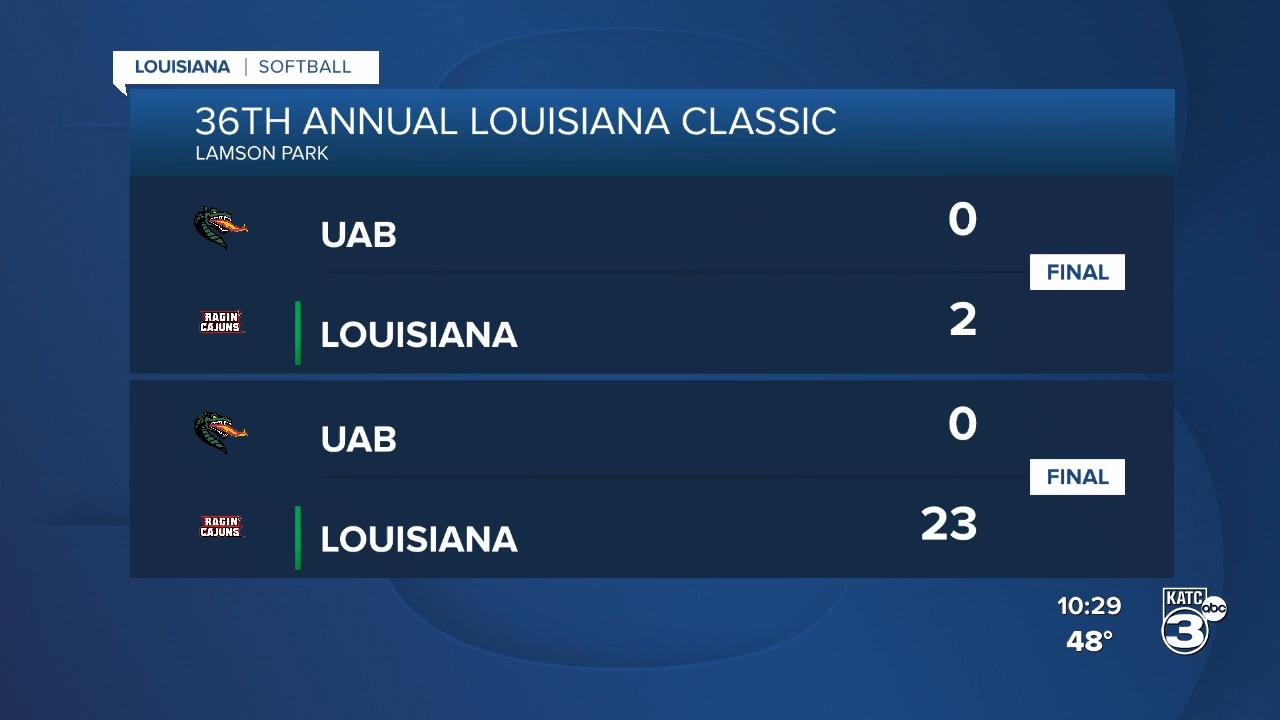 LOUISIANA | SOFTBALL
36TH ANNUAL LOUISIANA CLASSIC
LAMSON PARK
UAB 0
FINAL
RAGIN' CAJUNS LOUISIANA 2
UAB 0
FINAL
RAGIN' CAJUNS LOUISIANA 23
10:29
48°
KATC abc
3